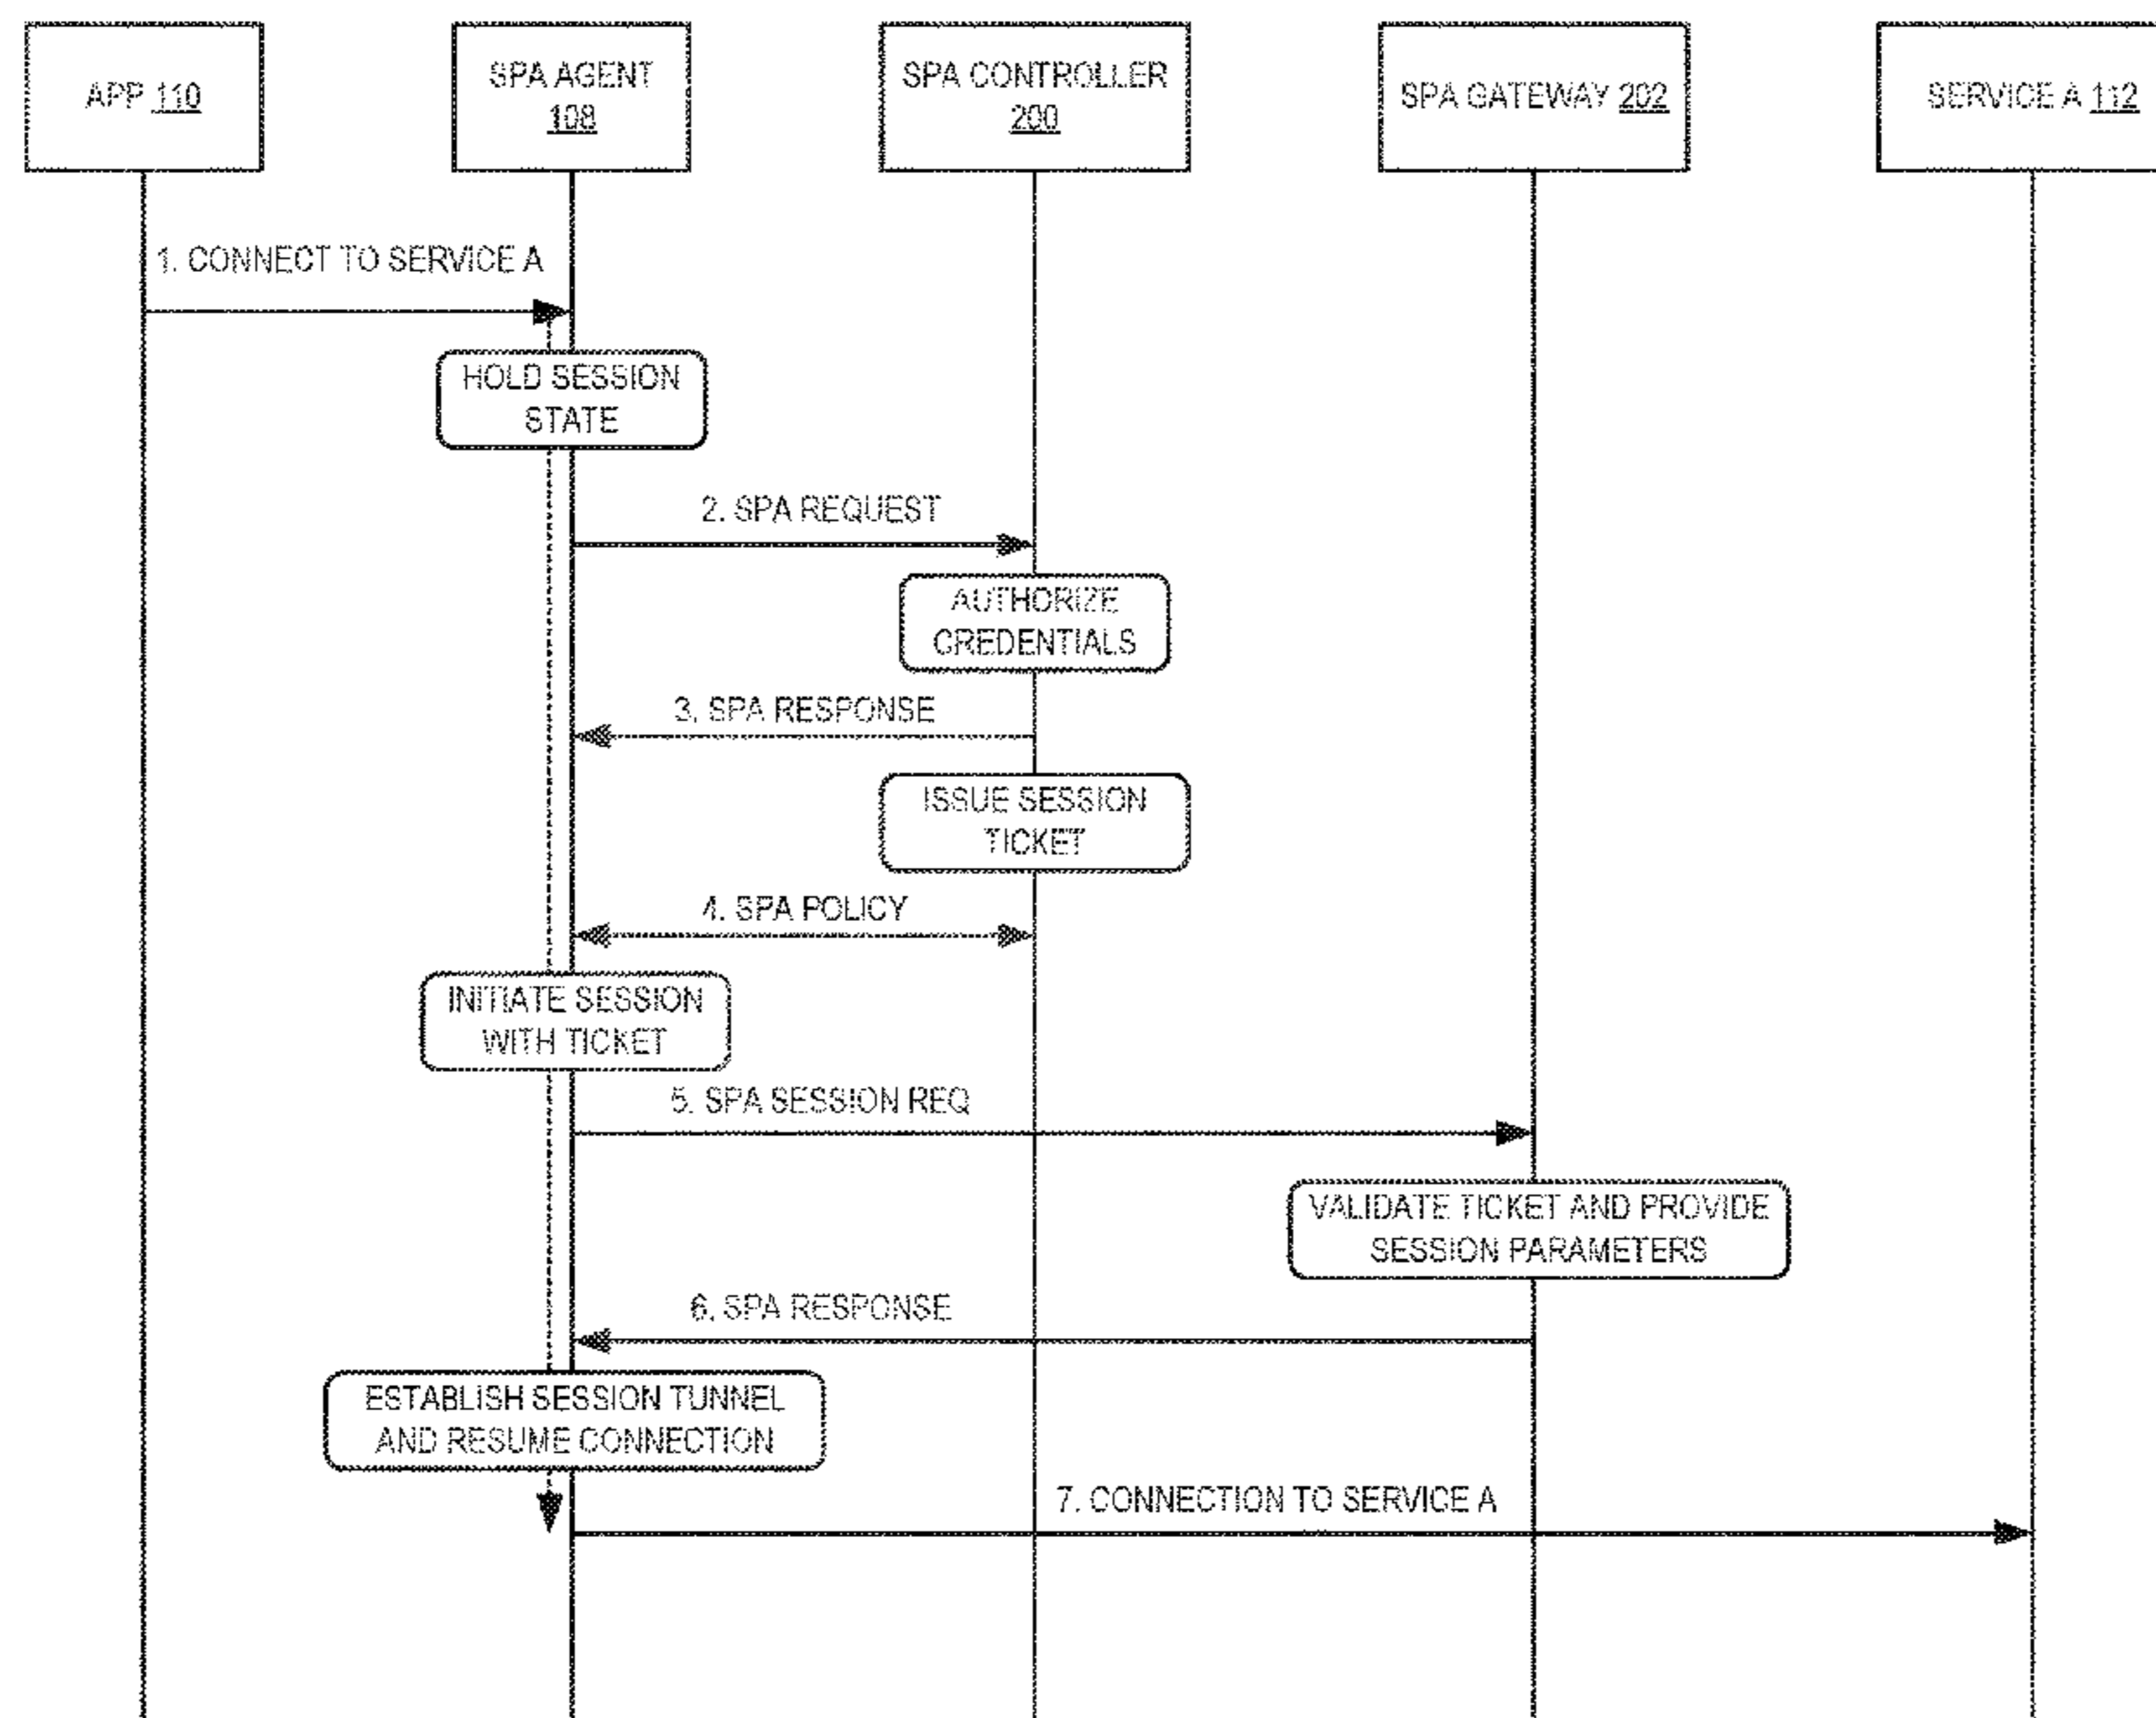 APP 110
SPA AGENT
108
SPA CONTROLLER
200
SPA GATEWAY 202
SERVICE A 112
1. CONNECT TO SERVICE A
HOLD SESSION
STATE
2. SPA REQUEST
AUTHORIZE
CREDENTIALS
3. SPA RESPONSE
ISSUE SESSION
TICKET
4. SPA POLICY
INITIATE SESSION
WITH TICKET
5. SPA SESSION REQ
VALIDATE TICKET AND PROVIDE
SESSION PARAMETERS
6. SPA RESPONSE
ESTABLISH SESSION TUNNEL
AND RESUME CONNECTION
7. CONNECTION TO SERVICE A